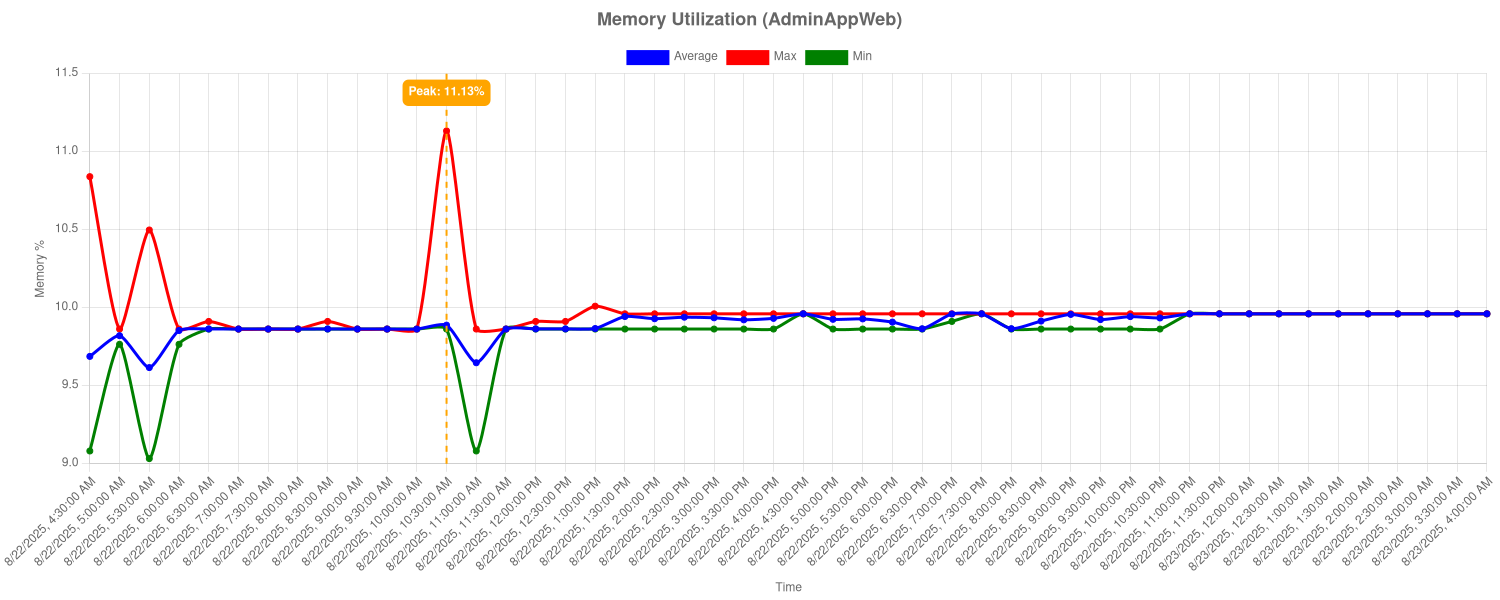 Memory Utilization (AdminAppWeb)
Average Max Min
Peak: 11.13%
11.5
11.0
10.5
10.0
9.5
9.0
Memory %
8/22/2025, 4:30:00 AM
8/22/2025, 5:00:00 AM
8/22/2025, 5:30:00 AM
8/22/2025, 6:00:00 AM
8/22/2025, 6:30:00 AM
8/22/2025, 7:00:00 AM
8/22/2025, 7:30:00 AM
8/22/2025, 8:00:00 AM
8/22/2025, 8:30:00 AM
8/22/2025, 9:00:00 AM
8/22/2025, 9:30:00 AM
8/22/2025, 10:00:00 AM
8/22/2025, 10:30:00 AM
8/22/2025, 11:00:00 AM
8/22/2025, 11:30:00 AM
8/22/2025, 12:00:00 PM
8/22/2025, 12:30:00 PM
8/22/2025, 1:00:00 PM
8/22/2025, 1:30:00 PM
8/22/2025, 2:00:00 PM
8/22/2025, 2:30:00 PM
8/22/2025, 3:00:00 PM
8/22/2025, 3:30:00 PM
8/22/2025, 4:00:00 PM
8/22/2025, 4:30:00 PM
8/22/2025, 5:00:00 PM
8/22/2025, 5:30:00 PM
8/22/2025, 6:00:00 PM
8/22/2025, 6:30:00 PM
8/22/2025, 7:00:00 PM
8/22/2025, 7:30:00 PM
8/22/2025, 8:00:00 PM
8/22/2025, 8:30:00 PM
8/22/2025, 9:00:00 PM
8/22/2025, 9:30:00 PM
8/22/2025, 10:00:00 PM
8/22/2025, 10:30:00 PM
8/22/2025, 11:00:00 PM
8/22/2025, 11:30:00 PM
8/23/2025, 12:00:00 AM
8/23/2025, 12:30:00 AM
8/23/2025, 1:00:00 AM
8/23/2025, 1:30:00 AM
8/23/2025, 2:00:00 AM
8/23/2025, 2:30:00 AM
8/23/2025, 3:00:00 AM
8/23/2025, 3:30:00 AM
8/23/2025, 4:00:00 AM
Time